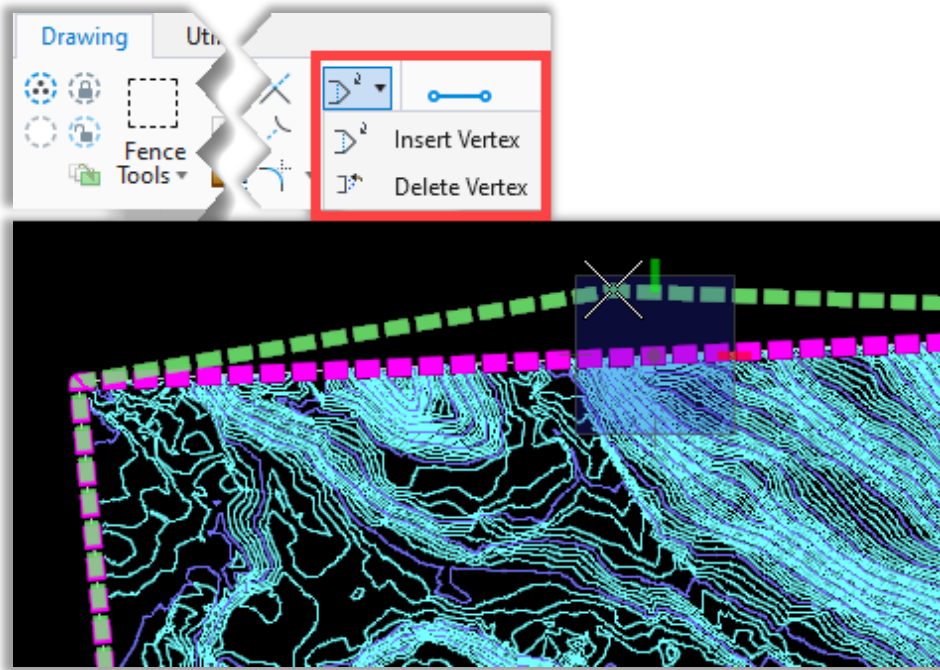 Drawing
Fence
Tools
Insert Vertex
Delete Vertex